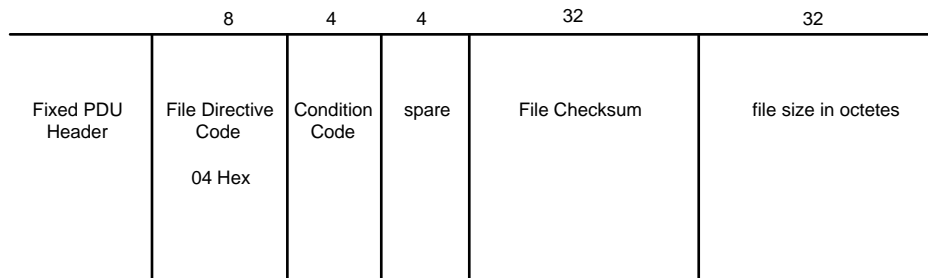 8 4 4 32 32
Fixed PDU Header
File Directive Code
04 Hex
Condition Code
spare
File Checksum
file size in octetes